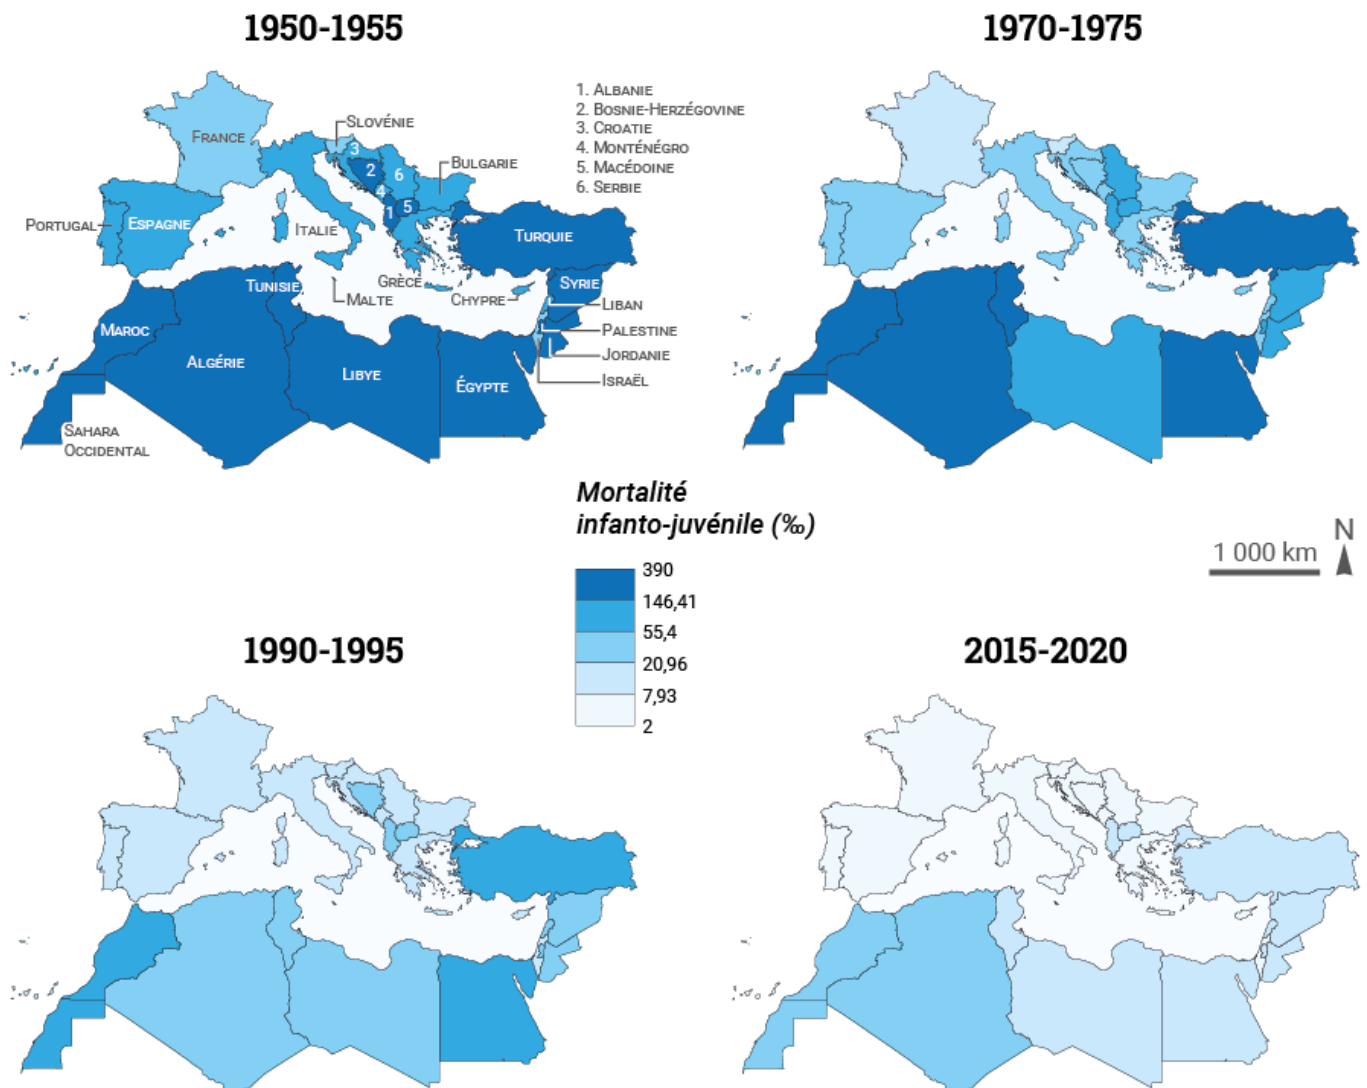 1950-1955
1970-1975
1. Albanie
2. Bosnie-Herzégovine
3. Croatie
4. Monténégro
5. Macédoine
6. Serbie
France
Slovénie
3
2
6
Bulgarie
4
1
5
Portugal
Espagne
Italie
Turquie
Tunisie
Malte
Grèce
Chypre
Syrie
Liban
Maroc
Palestine
Algérie
Libye
Égypte
Jordanie
Israël
Sahara
Occidental
Mortalité
infanto-juvénile (‰)
390
146,41
55,4
20,96
7,93
2
1 000 km
N
1990-1995
2015-2020